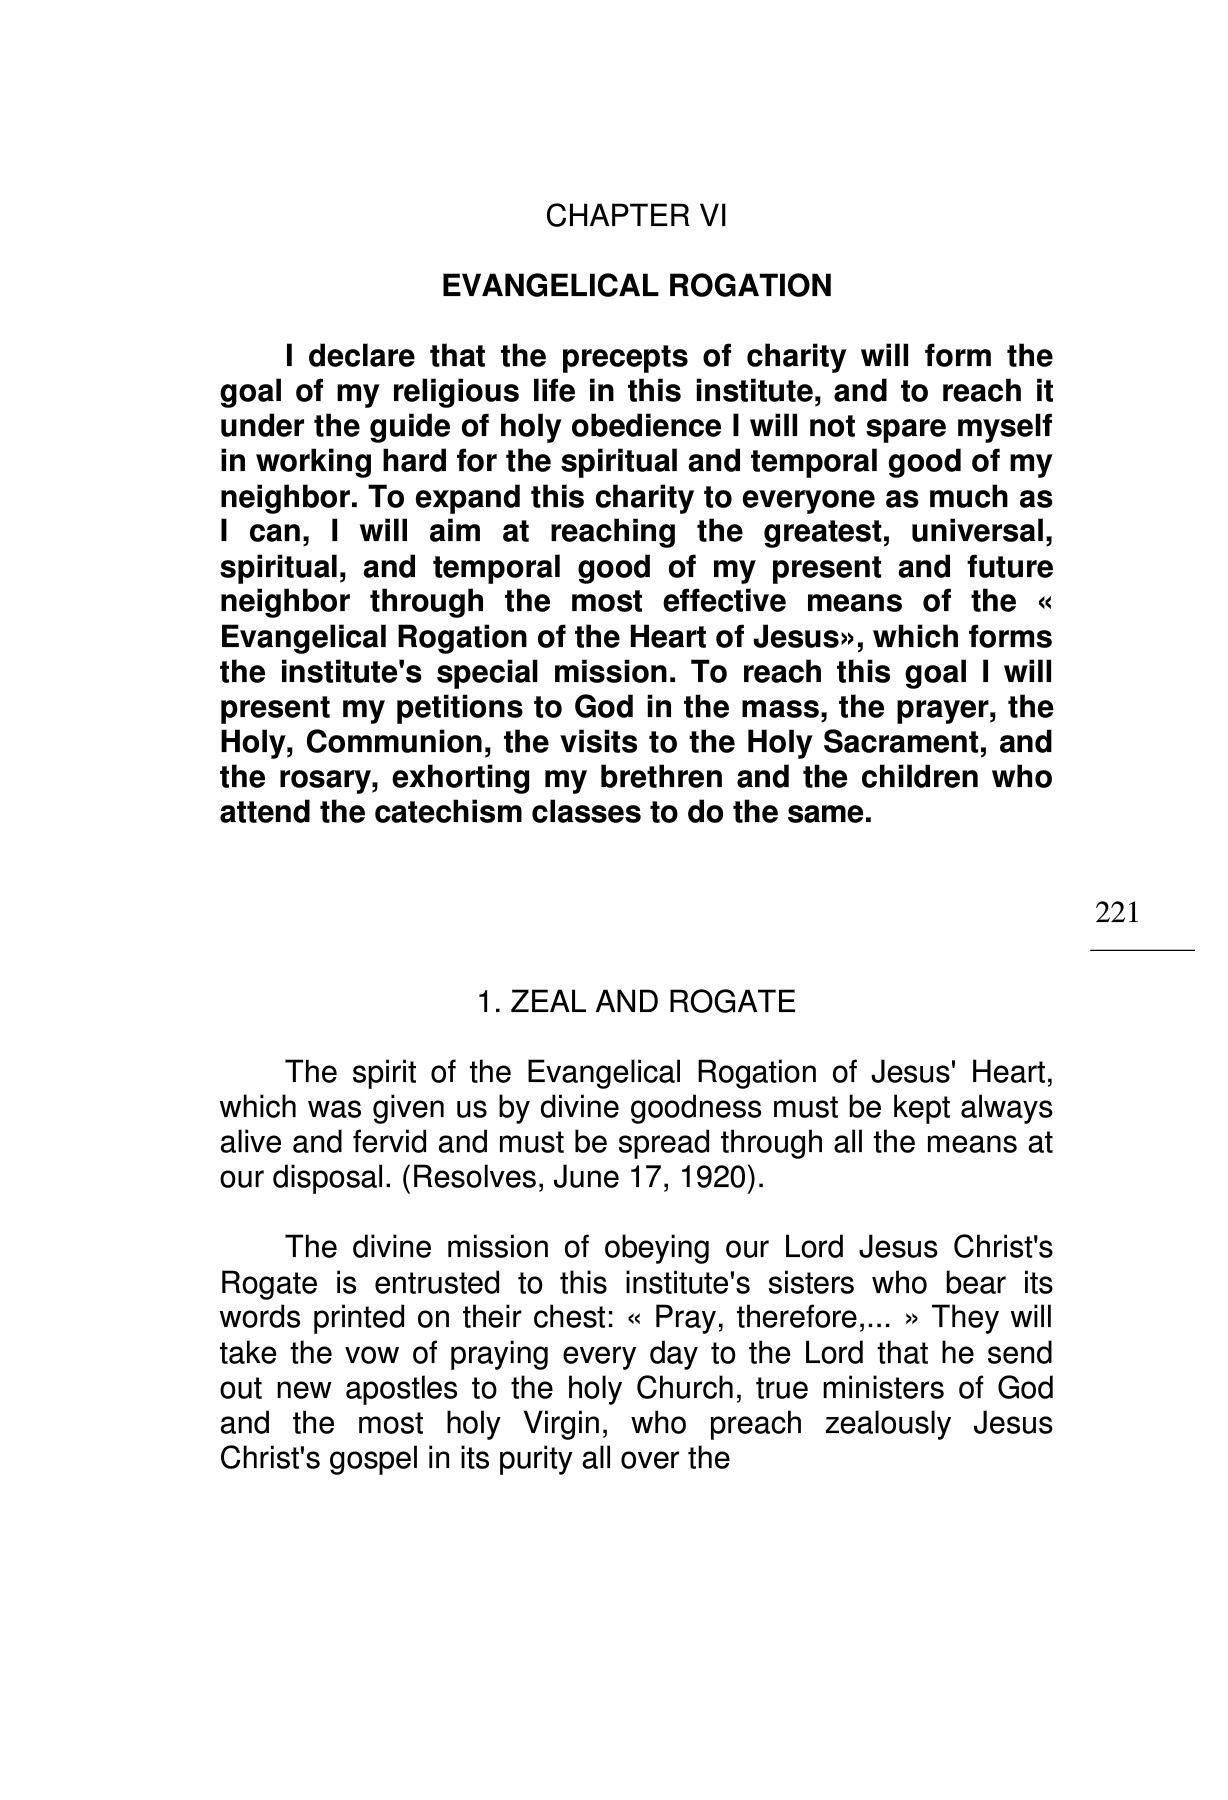 CHAPTER VI
EVANGELICAL ROGATION
I declare that the precepts of charity will form the
goal of my religious life in this institute, and to reach it
under the guide of holy obedience I will not spare myself
in working hard for the spiritual and temporal good of my
neighbor. To expand this charity to everyone as much as
I can, I will aim at reaching the greatest, universal,
spiritual, and temporal good of my present and future
neighbor through the most effective means of the «
Evangelical Rogation of the Heart of Jesus», which forms
the institute's special mission. To reach this goal I will
present my petitions to God in the mass, the prayer, the
Holy, Communion, the visits to the Holy Sacrament, and
the rosary, exhorting my brethren and the children who
attend the catechism classes to do the same.
221
1. ZEAL AND ROGATE
The spirit of the Evangelical Rogation of Jesus' Heart,
which was given us by divine goodness must be kept always
alive and fervid and must be spread through all the means at
our disposal. (Resolves, June 17, 1920).
The divine mission of obeying our Lord Jesus Christ's
Rogate is entrusted to this institute's sisters who bear its
words printed on their chest: « Pray, therefore,... » They will
take the vow of praying every day to the Lord that he send
out new apostles to the holy Church, true ministers of God
and the most holy Virgin, who preach zealously Jesus
Christ's gospel in its purity all over the